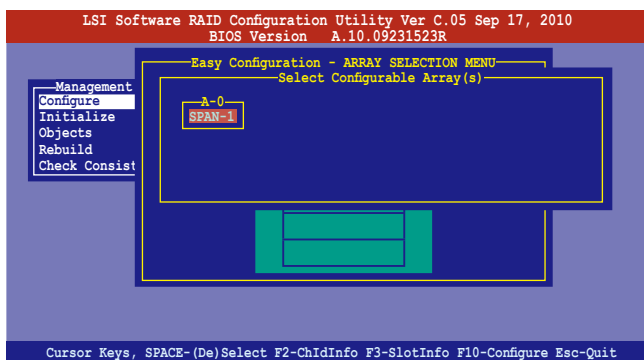 LSI Software RAID Configuration Utility Ver C.05 Sep 17, 2010
BIOS Version A.10.09231523R
Easy Configuration - ARRAY SELECTION MENU
Select Configurable Array(s)
Management
Configure
Initialize
Objects
Rebuild
Check Consist
A-0
SPAN-1
Cursor Keys, SPACE-(De)Select F2-ChIdInfo F3-SlotInfo F10-Configure Esc-Quit